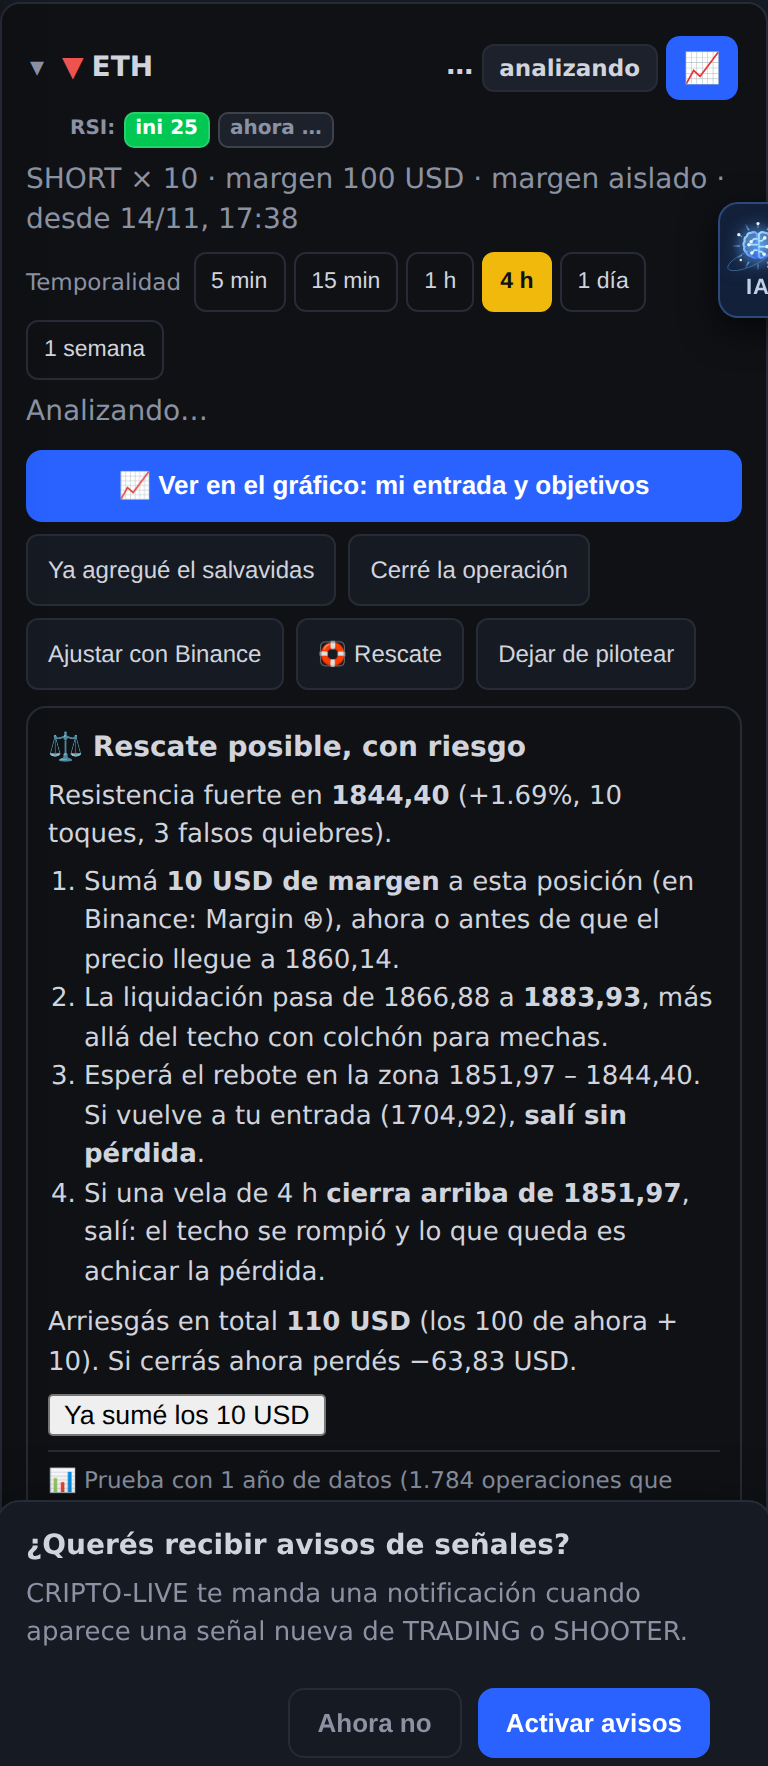 ▼ ▼ ETH ... analizando
RSI: ini 25 ahora ...
SHORT × 10 · margen 100 USD · margen aislado ·
desde 14/11, 17:38
IA
Temporalidad 5 min 15 min 1 h 4 h 1 día
1 semana
Analizando...
Ver en el gráfico: mi entrada y objetivos
Ya agregué el salvavidas Cerré la operación
Ajustar con Binance Rescate Dejar de pilotear
Rescate posible, con riesgo
Resistencia fuerte en 1844,40 (+1.69%, 10
toques, 3 falsos quiebres).
1. Sumá 10 USD de margen a esta posición (en
Binance: Margin ⊕), ahora o antes de que el
precio llegue a 1860,14.
2. La liquidación pasa de 1866,88 a 1883,93, más
allá del techo con colchón para mechas.
3. Esperá el rebote en la zona 1851,97 – 1844,40.
Si vuelve a tu entrada (1704,92), salí sin
pérdida.
4. Si una vela de 4 h cierra arriba de 1851,97,
salí: el techo se rompió y lo que queda es
achicar la pérdida.
Arriesgás en total 110 USD (los 100 de ahora +
10). Si cerrás ahora perdés −63,83 USD.
Ya sumé los 10 USD
Prueba con 1 año de datos (1.784 operaciones que
¿Querés recibir avisos de señales?
CRIPTO-LIVE te manda una notificación cuando
aparece una señal nueva de TRADING o SHOOTER.
Ahora no Activar avisos